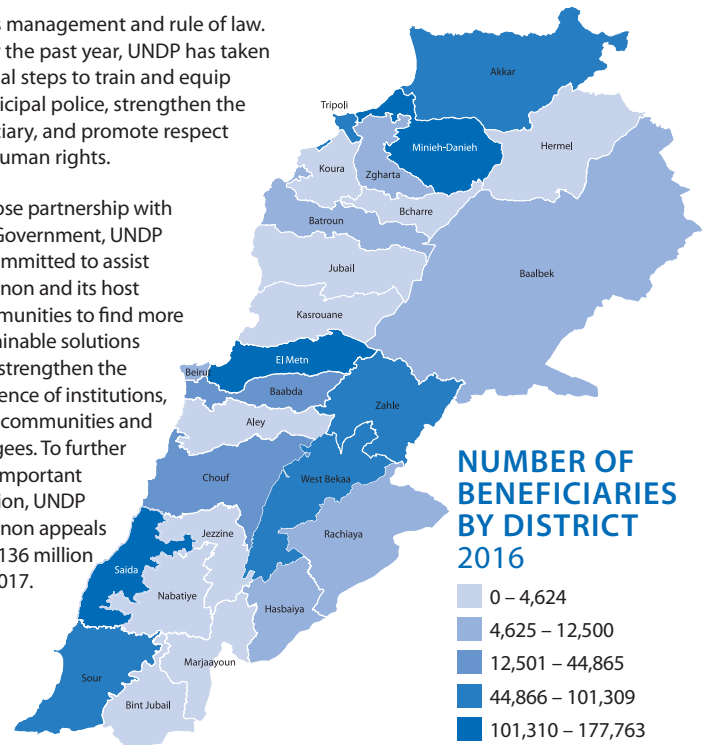 s management and rule of law.
the past year, UNDP has taken
al steps to train and equip
icipal police, strengthen the
iary, and promote respect
uman rights.
ose partnership with
Government, UNDP
mmitted to assist
non and its host
munities to find more
ainable solutions
strengthen the
ence of institutions,
communities and
gees. To further
mportant
ion, UNDP
non appeals
136 million
017.
Akkar
Tripoli
Minieh-Danieh
Hermel
Koura
Zgharta
Bcharre
Batroun
Jubail
Baalbek
Kasrouane
El Metn
Beirut
Baabda
Zahle
Aley
Chouf
West Bekaa
Jezzine
Rachiaya
Saida
Nabatiye
Hasbaiya
Marjaayoun
Sour
Bint Jubail
NUMBER OF
BENEFICIARIES
BY DISTRICT
2016
0 – 4,624
4,625 – 12,500
12,501 – 44,865
44,866 – 101,309
101,310 – 177,763